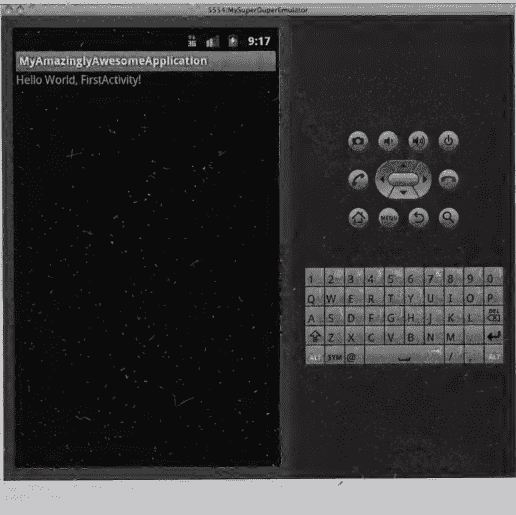 5554:MySuperDuperEmulator
3G 9:17
MyAmazinglyAwesomeApplication
Hello World, FirstActivity!
MENU
1 2 3 4 5 6 7 8 9 0
Q W E R T Y U I O P
A S D F G H J K L DEL
Z X C V B N M .
ALT SYM @ / , ALT